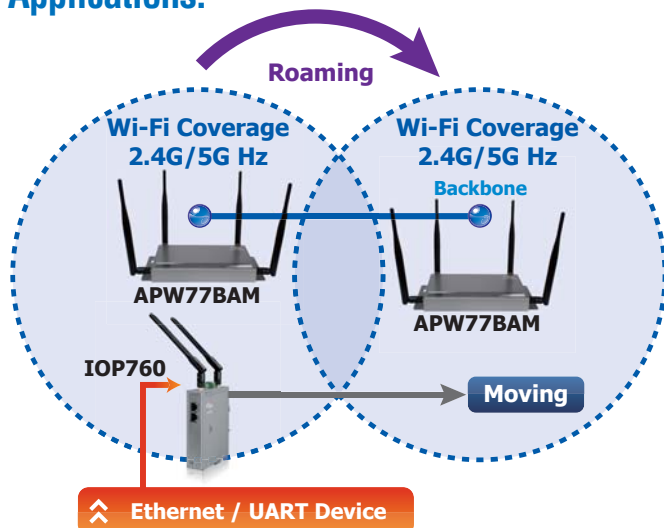 Applications:
Roaming
Wi-Fi Coverage
2.4G/5G Hz
Wi-Fi Coverage
2.4G/5G Hz
Backbone
APW77BAM
APW77BAM
IOP760
Moving
Ethernet / UART Device